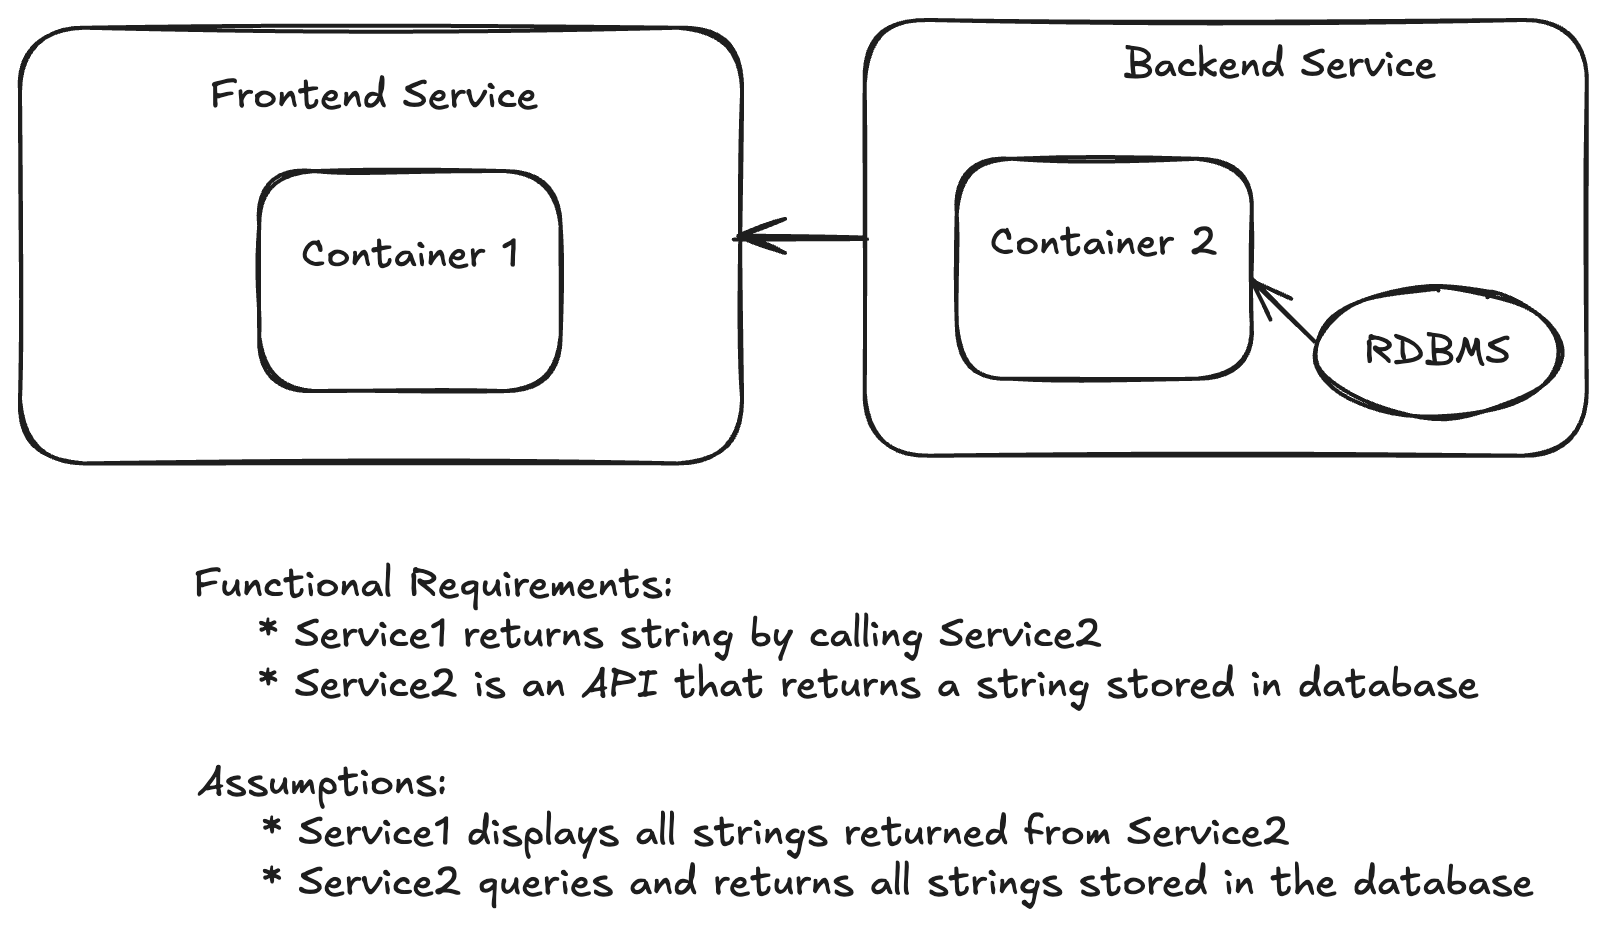 Frontend Service
Container 1
Backend Service
Container 2
RDBMS
Functional Requirements:
* Service1 returns string by calling Service2
* Service2 is an API that returns a string stored in database
Assumptions:
* Service1 displays all strings returned from Service2
* Service2 queries and returns all strings stored in the database